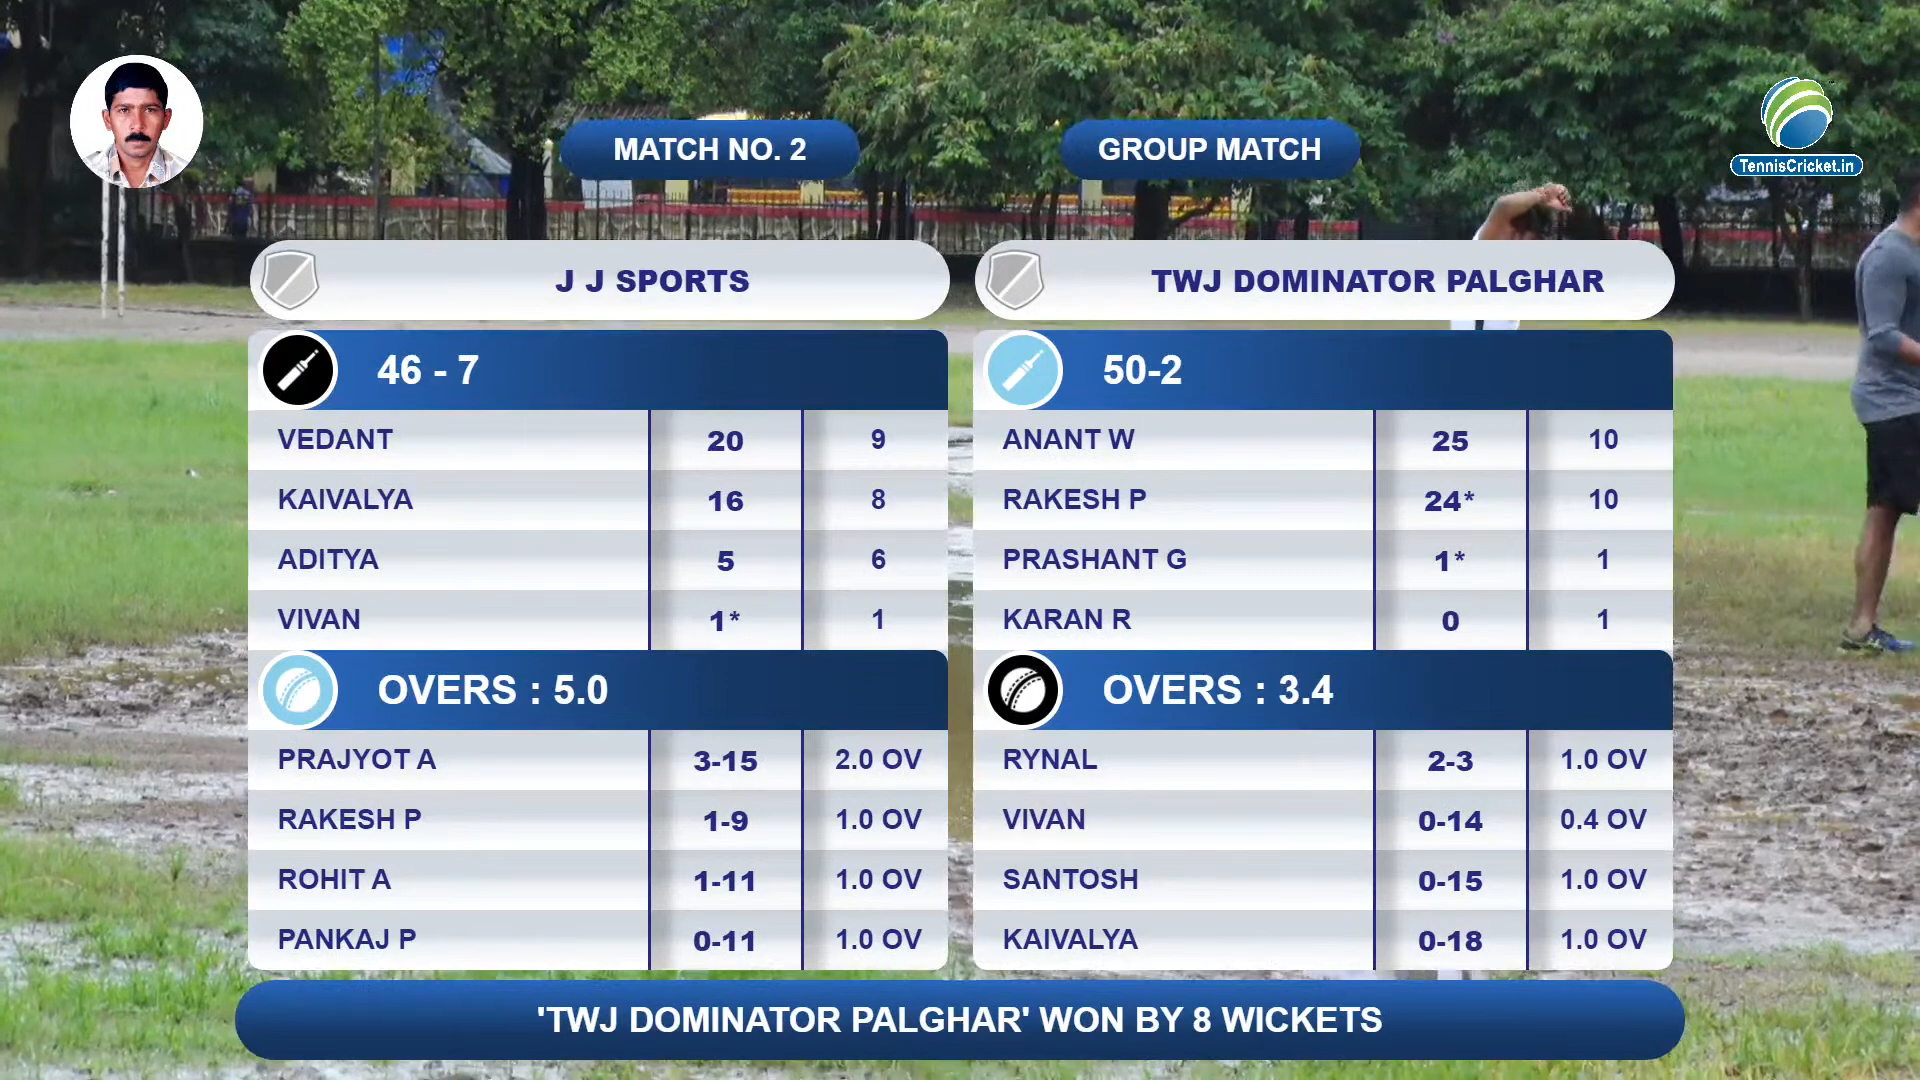 MATCH NO. 2
GROUP MATCH
TennisCricket.in
J J SPORTS
46 - 7
VEDANT 20 9
KAIVALYA 16 8
ADITYA 5 6
VIVAN 1* 1
OVERS : 5.0
PRAJYOT A 3-15 2.0 OV
RAKESH P 1-9 1.0 OV
ROHIT A 1-11 1.0 OV
PANKAJ P 0-11 1.0 OV
TWJ DOMINATOR PALGHAR
50-2
ANANT W 25 10
RAKESH P 24* 10
PRASHANT G 1* 1
KARAN R 0 1
OVERS : 3.4
RYNAL 2-3 1.0 OV
VIVAN 0-14 0.4 OV
SANTOSH 0-15 1.0 OV
KAIVALYA 0-18 1.0 OV
'TWJ DOMINATOR PALGHAR' WON BY 8 WICKETS